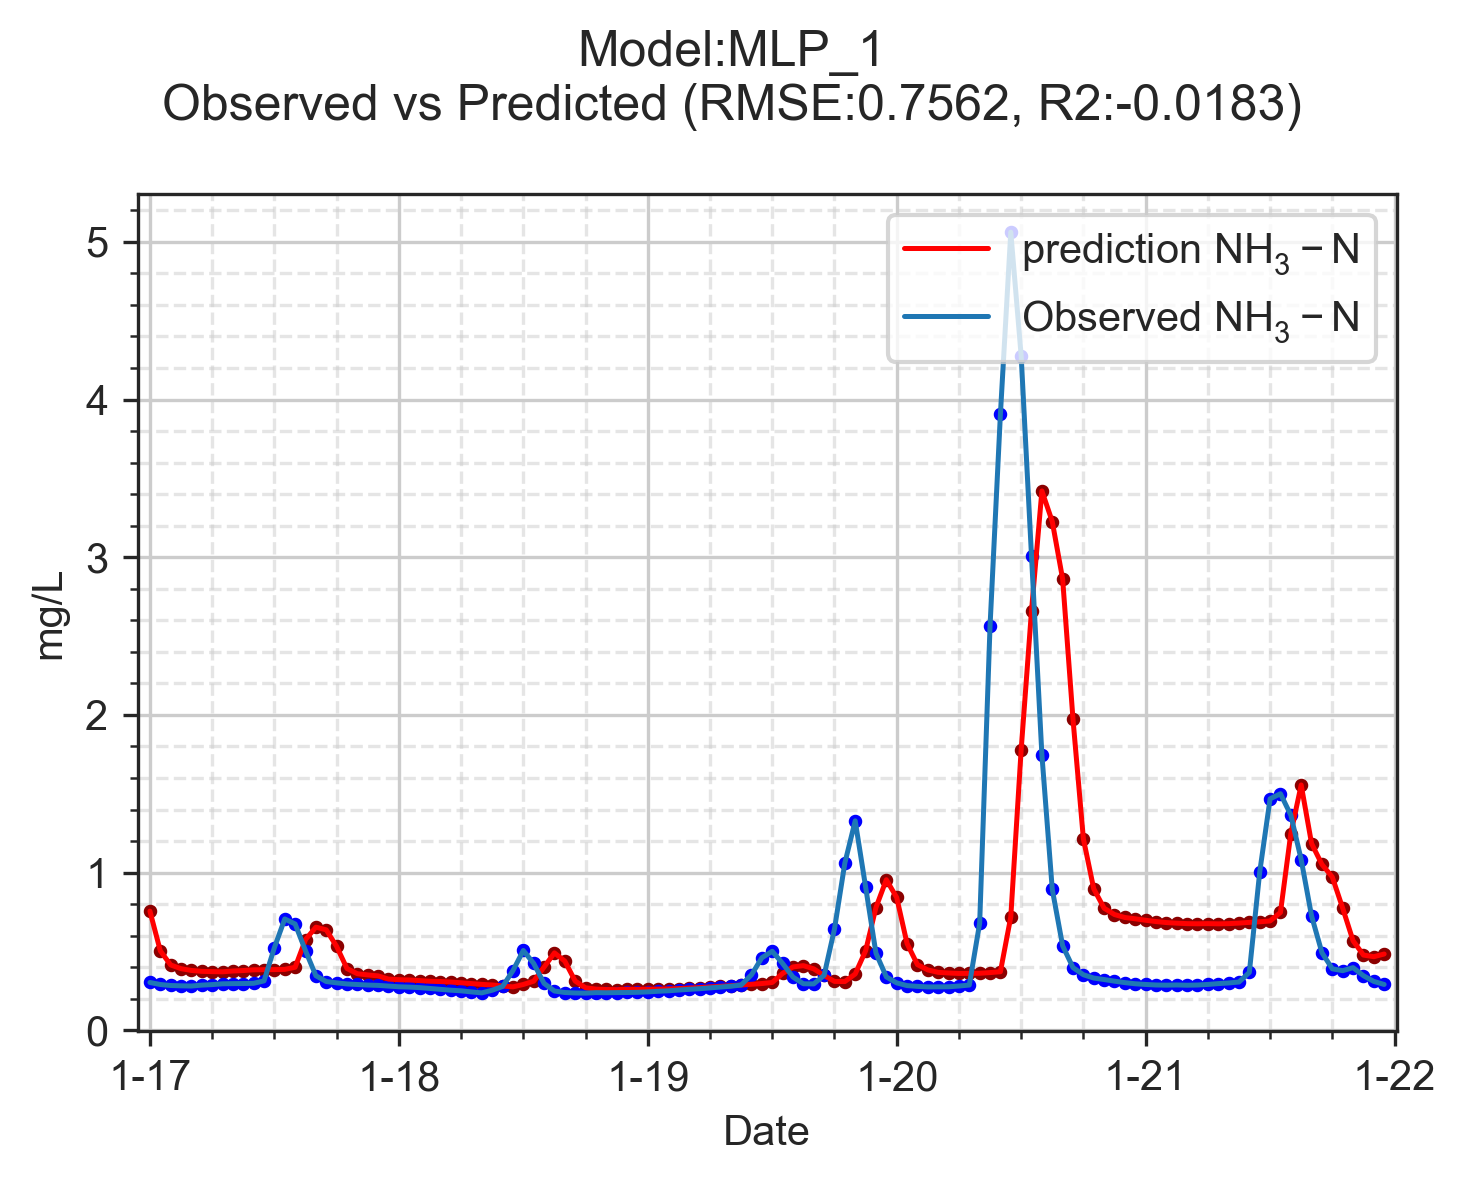 Model:MLP_1
Observed vs Predicted (RMSE:0.7562, R2:-0.0183)
prediction NH₃ − N
Observed NH₃ − N
5
4
3
2
1
0
mg/L
1-17 1-18 1-19 1-20 1-21 1-22
Date